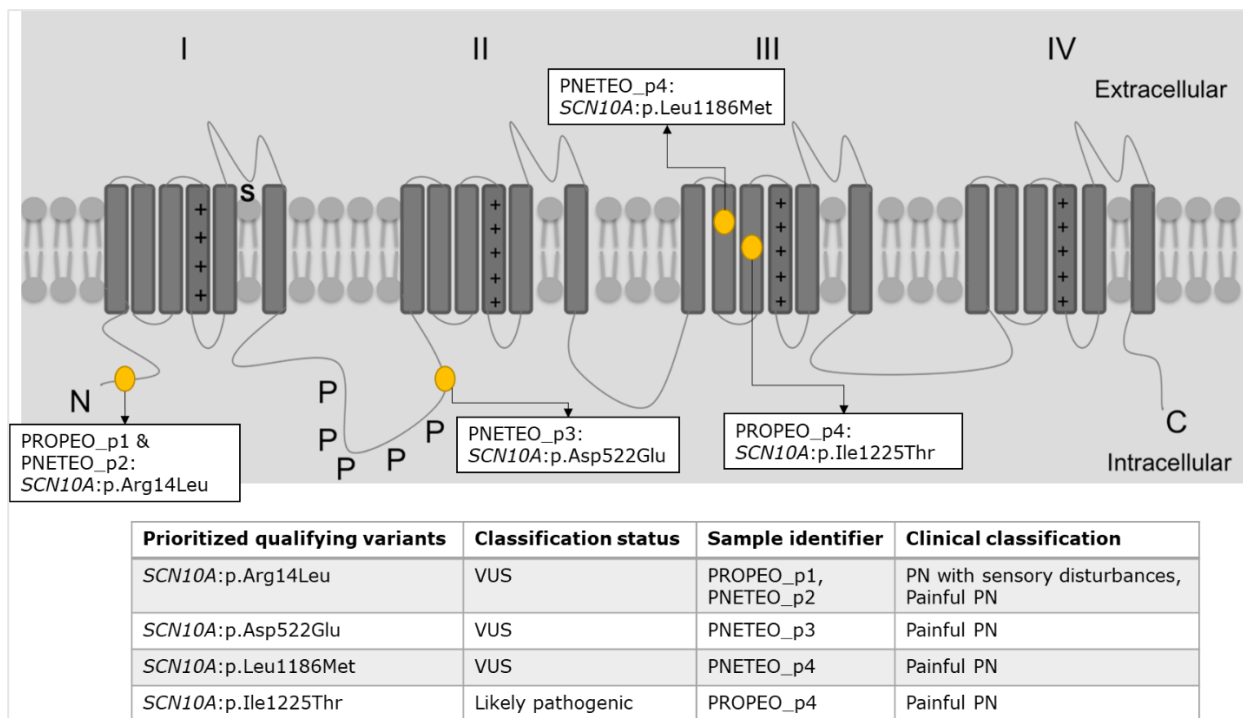 I II III IV
PNETEO_p4:
SCN10A:p.Leu1186Met
Extracellular
S
+ + + +
+ + + + +
+ + + + +
+ + + + +
N
P
P
P
P
P
C
PROPEO_p1 &
PNETEO_p2:
SCN10A:p.Arg14Leu
PNETEO_p3:
SCN10A:p.Asp522Glu
PROPEO_p4:
SCN10A:p.Ile1225Thr
Intracellular
Prioritized qualifying variants Classification status Sample identifier Clinical classification
SCN10A:p.Arg14Leu VUS PROPEO_p1, PN with sensory disturbances,
PNETEO_p2 Painful PN
SCN10A:p.Asp522Glu VUS PNETEO_p3 Painful PN
SCN10A:p.Leu1186Met VUS PNETEO_p4 Painful PN
SCN10A:p.Ile1225Thr Likely pathogenic PROPEO_p4 Painful PN